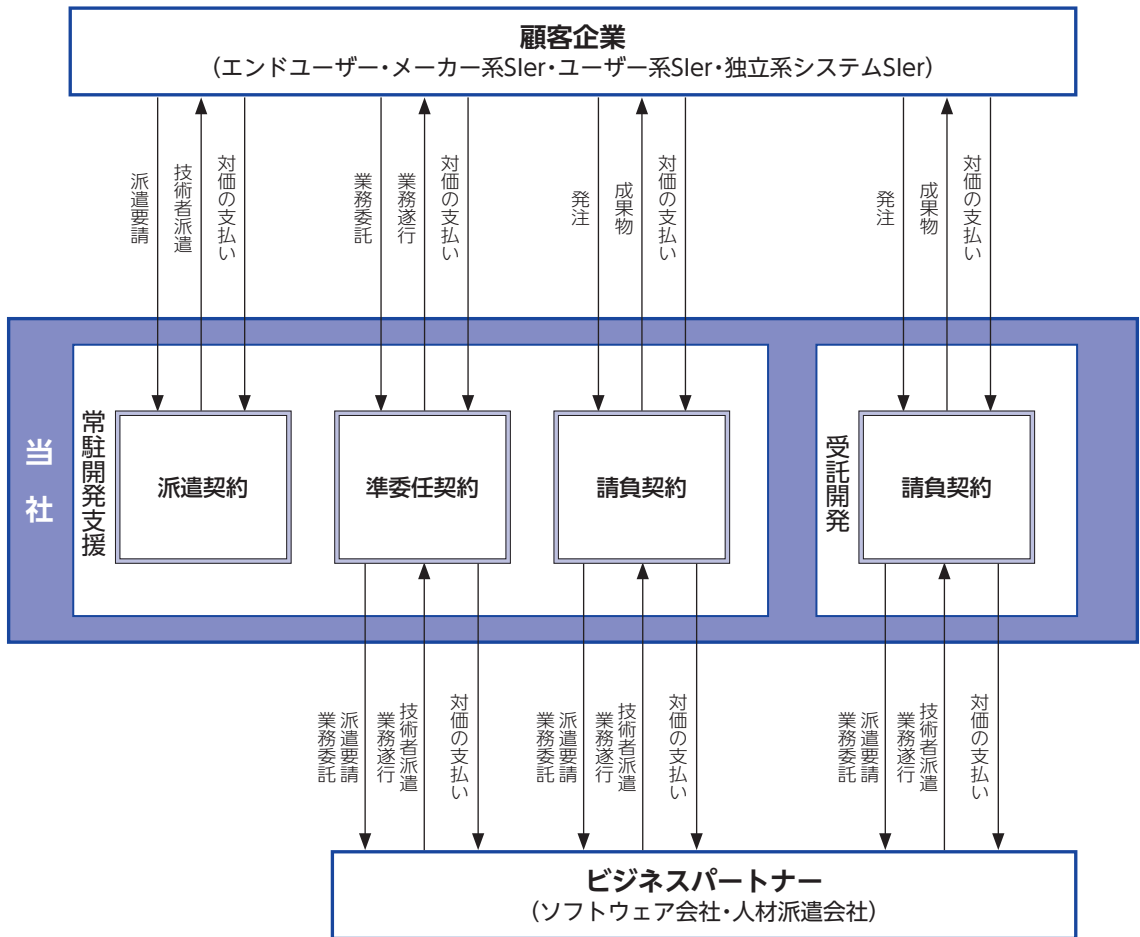 顧客企業
(エンドユーザー・メーカー系SIer・ユーザー系SIer・独立系システムSIer)
派遣要請
技術者派遣
対価の支払い
業務委託
業務遂行
対価の支払い
発注
成果物
対価の支払い
発注
成果物
対価の支払い
当社
常駐開発支援
派遣契約
準委任契約
請負契約
受託開発
請負契約
派遣要請
業務委託
技術者派遣
業務遂行
対価の支払い
派遣要請
業務委託
技術者派遣
業務遂行
対価の支払い
派遣要請
業務委託
技術者派遣
業務遂行
対価の支払い
ビジネスパートナー
(ソフトウェア会社・人材派遣会社)